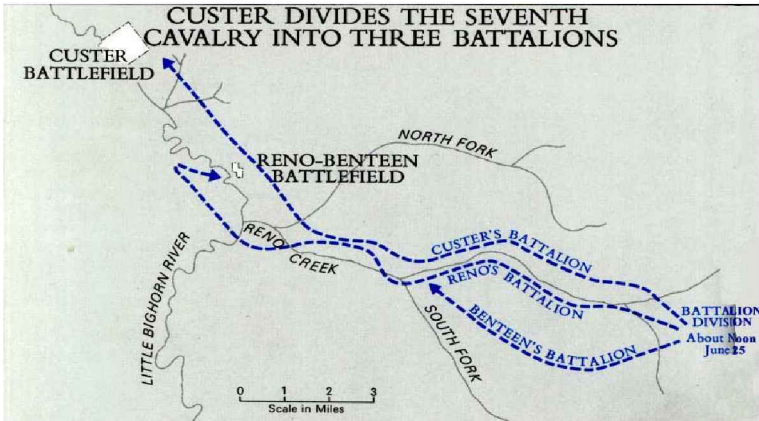 CUSTER DIVIDES THE SEVENTH
CAVALRY INTO THREE BATTALIONS
CUSTER
BATTLEFIELD
NORTH FORK
RENO-BENTEEN
BATTLEFIELD
RENO
CREEK
LITTLE BIGHORN RIVER
CUSTER'S BATTALION
RENO'S BATTALION
BENTEEN'S BATTALION
SOUTH FORK
BATTALION
DIVISION
About Noon
June 25
0 1 2 3
Scale in Miles